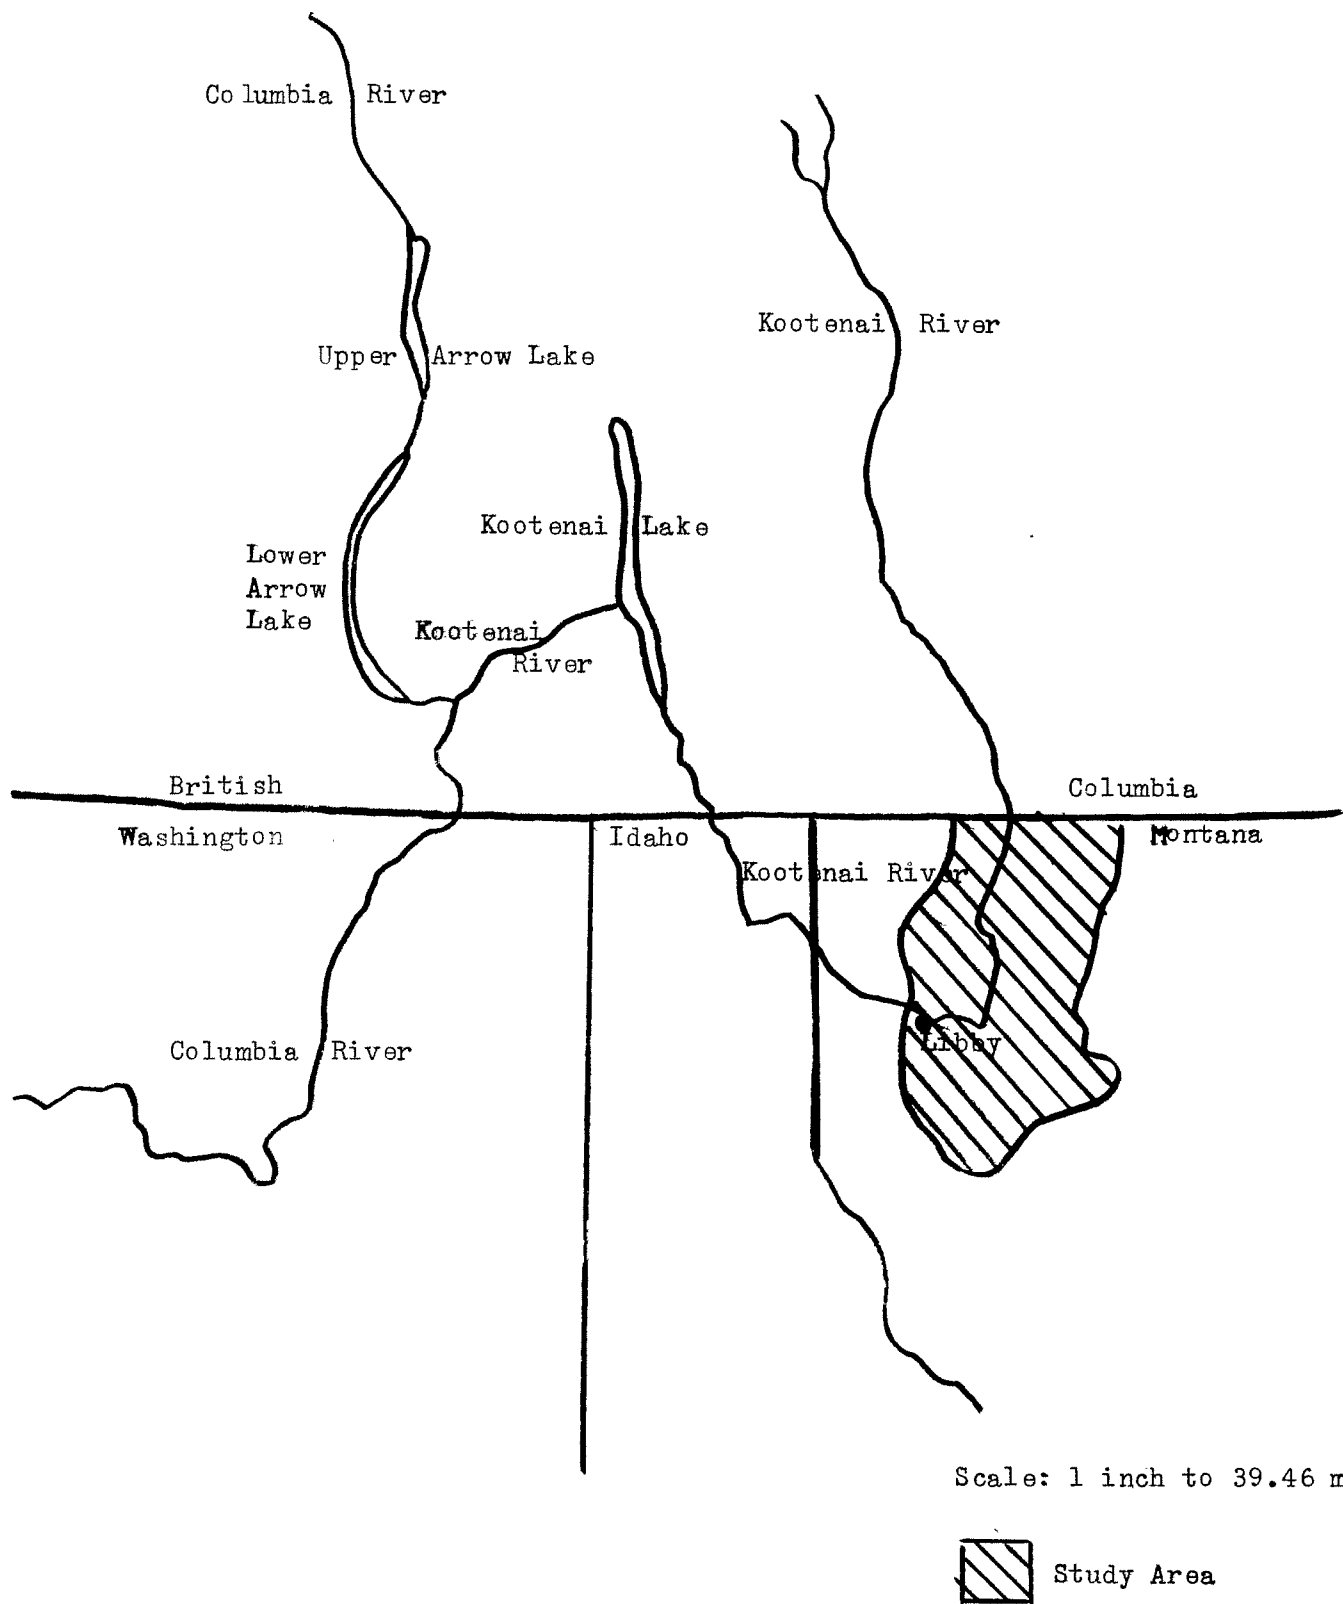 Columbia River
Kootenai River
Upper Arrow Lake
Kootenai Lake
Lower
Arrow
Lake
Kootenai
River
British Columbia
Washington Idaho Montana
Kootenai River
Columbia River
Libby
Scale: 1 inch to 39.46 m
Study Area